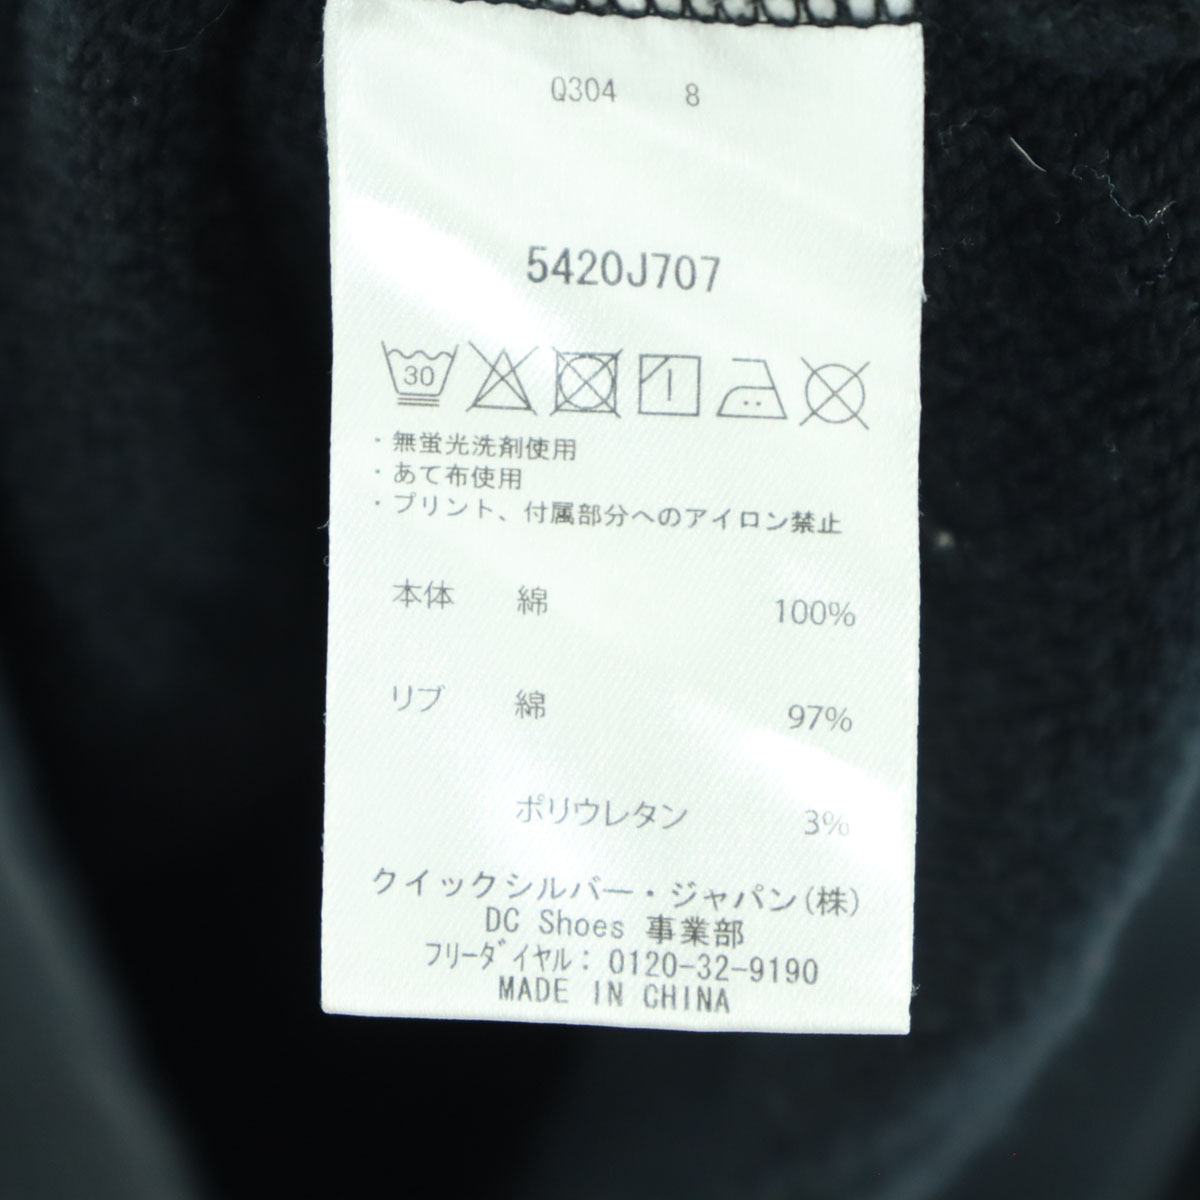 Q304 8
5420J707
30
・無蛍光洗剤使用
・あて布使用
・プリント、付属部分へのアイロン禁止
本体 綿 100%
リブ 綿 97%
ポリウレタン 3%
クイックシルバー・ジャパン(株)
DC Shoes 事業部
フリーダイヤル: 0120-32-9190
MADE IN CHINA